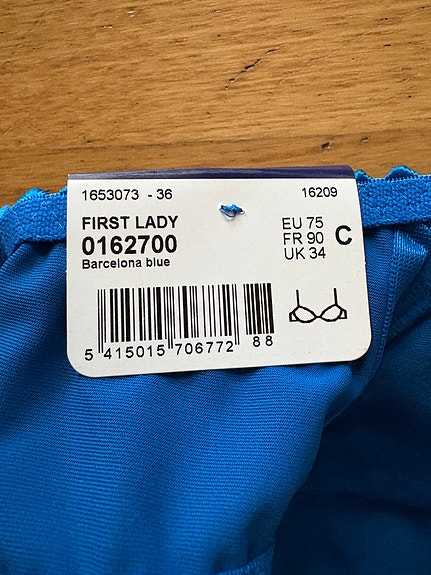 1653073 - 36 16209
FIRST LADY
0162700
Barcelona blue
EU 75
FR 90 C
UK 34
5 415015 706772 88